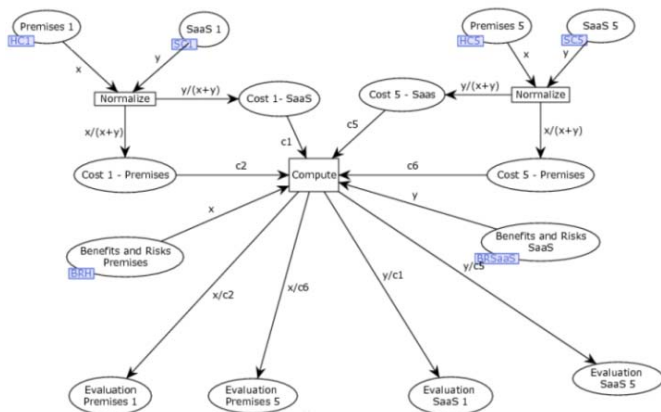 Premises 1
HC1
SaaS 1
SC1
Premises 5
HC5
SaaS 5
SC5
x
y
x
y
Normalize
y/(x+y)
Cost 1- SaaS
Cost 5 - Saas
y/(x+y)
Normalize
x/(x+y)
c1
c5
x/(x+y)
Cost 1 - Premises
c2
Compute
c6
Cost 5 - Premises
x
y
Benefits and Risks
Premises
BRH
Benefits and Risks
SaaS
BRSaaS
x/c2
x/c6
y/c1
y/c5
Evaluation
Premises 1
Evaluation
Premises 5
Evaluation
SaaS 1
Evaluation
SaaS 5